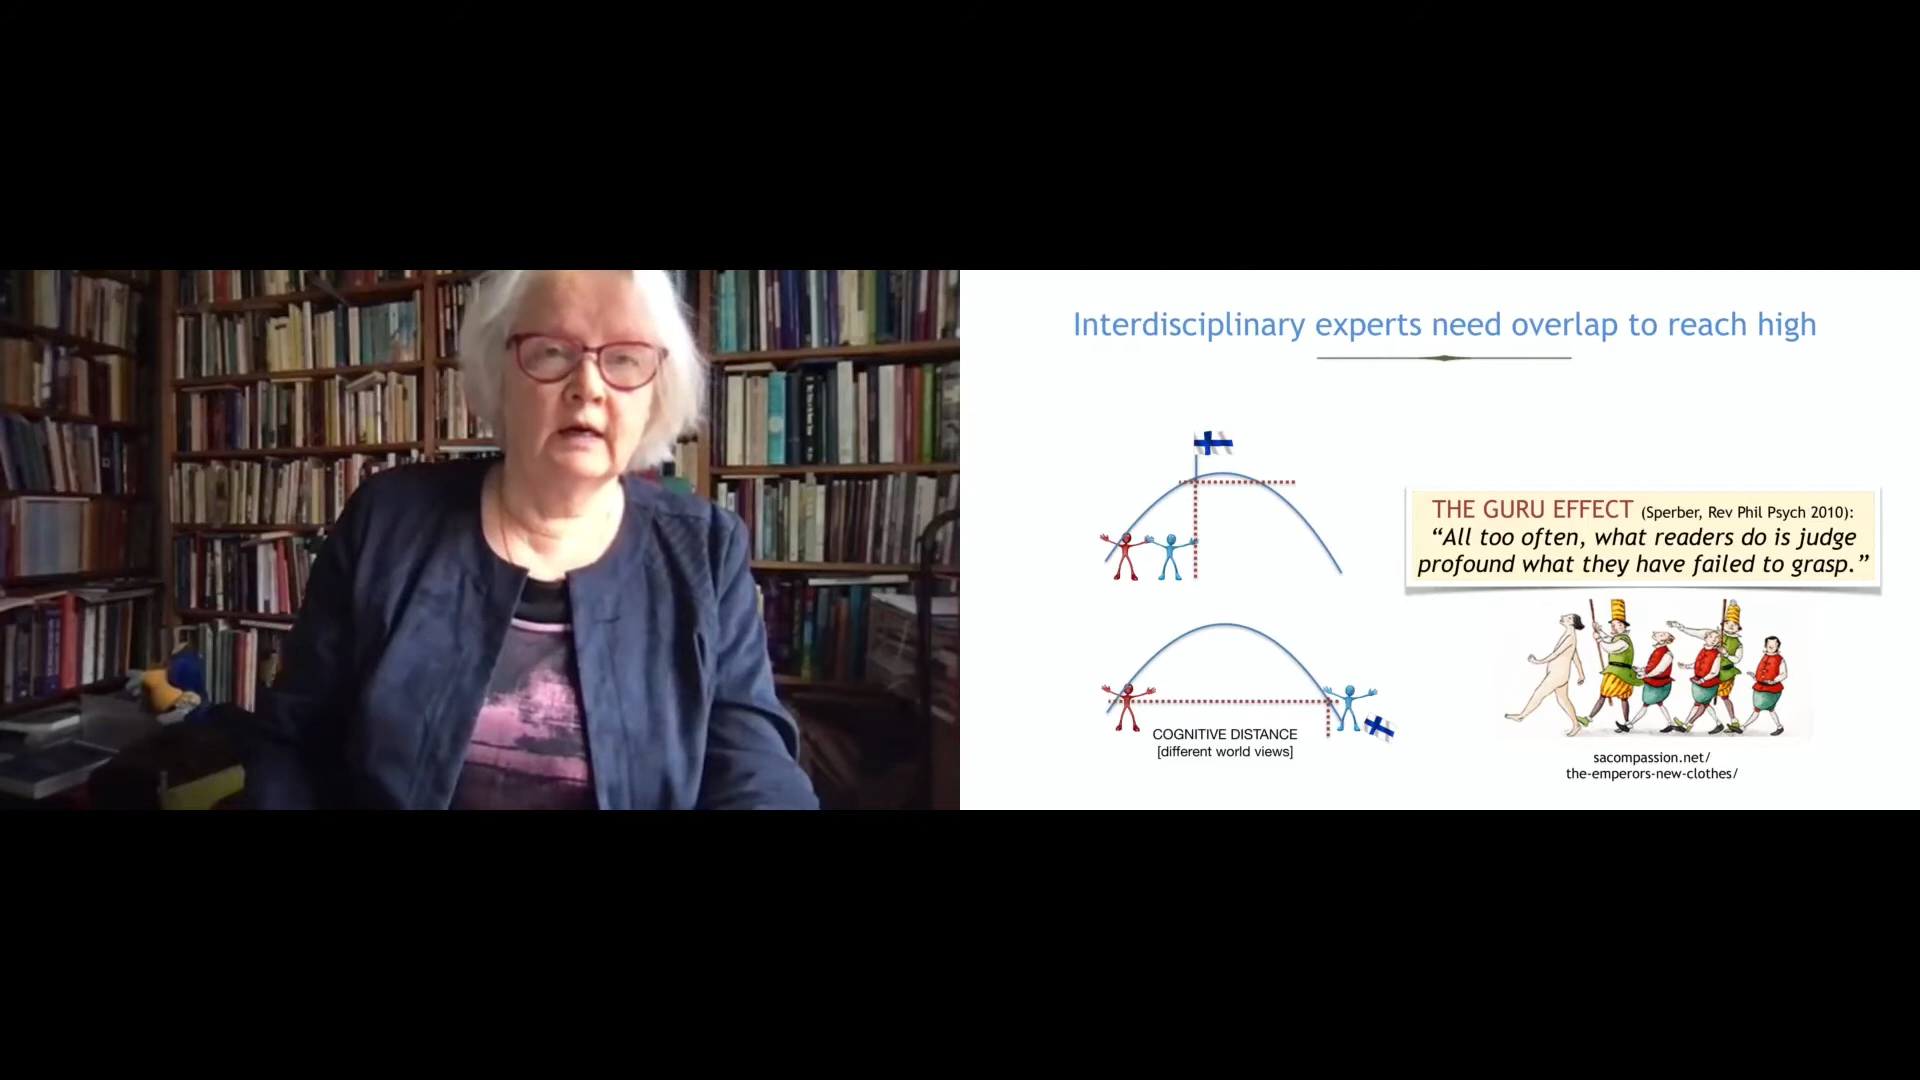 Interdisciplinary experts need overlap to reach high
THE GURU EFFECT (Sperber, Rev Phil Psych 2010):
“All too often, what readers do is judge
profound what they have failed to grasp.”
COGNITIVE DISTANCE
[different world views]
sacompassion.net/
the-emperors-new-clothes/